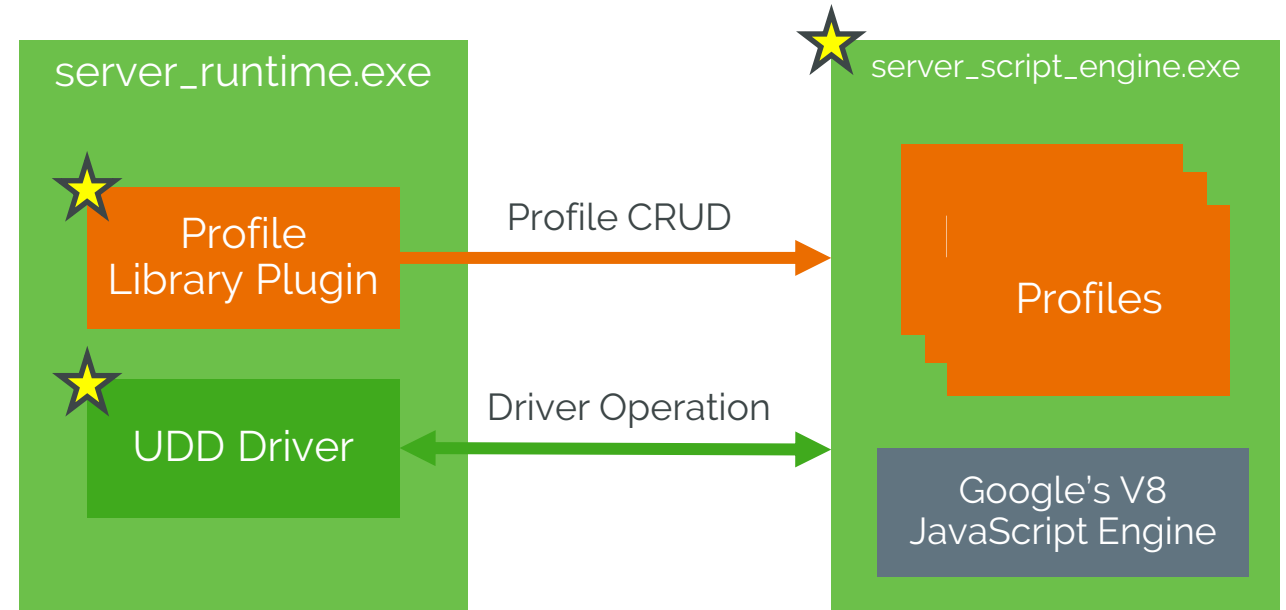 server_runtime.exe
server_script_engine.exe
Profile
Library Plugin
Profile CRUD
Profiles
UDD Driver
Driver Operation
Google’s V8
JavaScript Engine